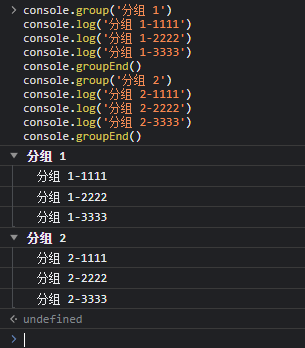 console.group('分组 1')
console.log('分组 1-1111')
console.log('分组 1-2222')
console.log('分组 1-3333')
console.groupEnd()
console.group('分组 2')
console.log('分组 2-1111')
console.log('分组 2-2222')
console.log('分组 2-3333')
console.groupEnd()
分组 1
分组 1-1111
分组 1-2222
分组 1-3333
分组 2
分组 2-1111
分组 2-2222
分组 2-3333
undefined